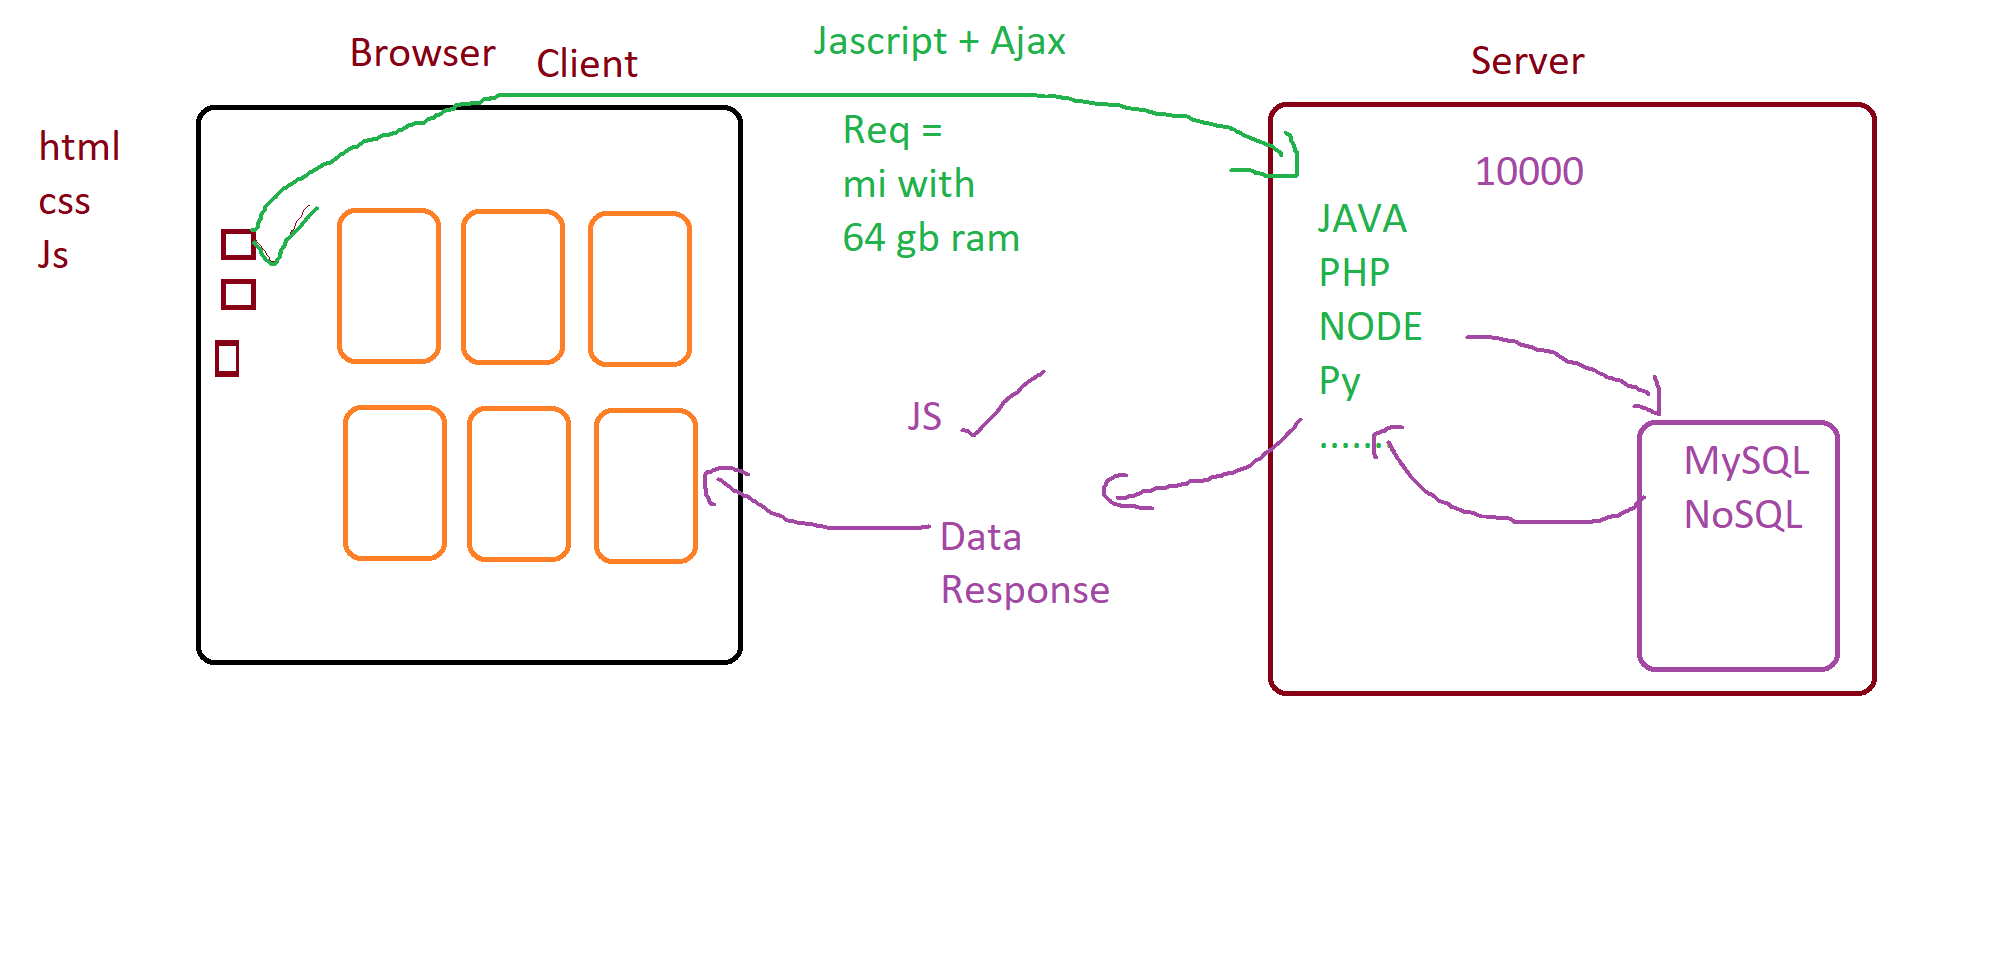 Browser
Client
Jascript + Ajax
Server
html
css
Js
Req =
mi with
64 gb ram
10000
JAVA
PHP
NODE
Py
.......
JS
MySQL
NoSQL
Data
Response